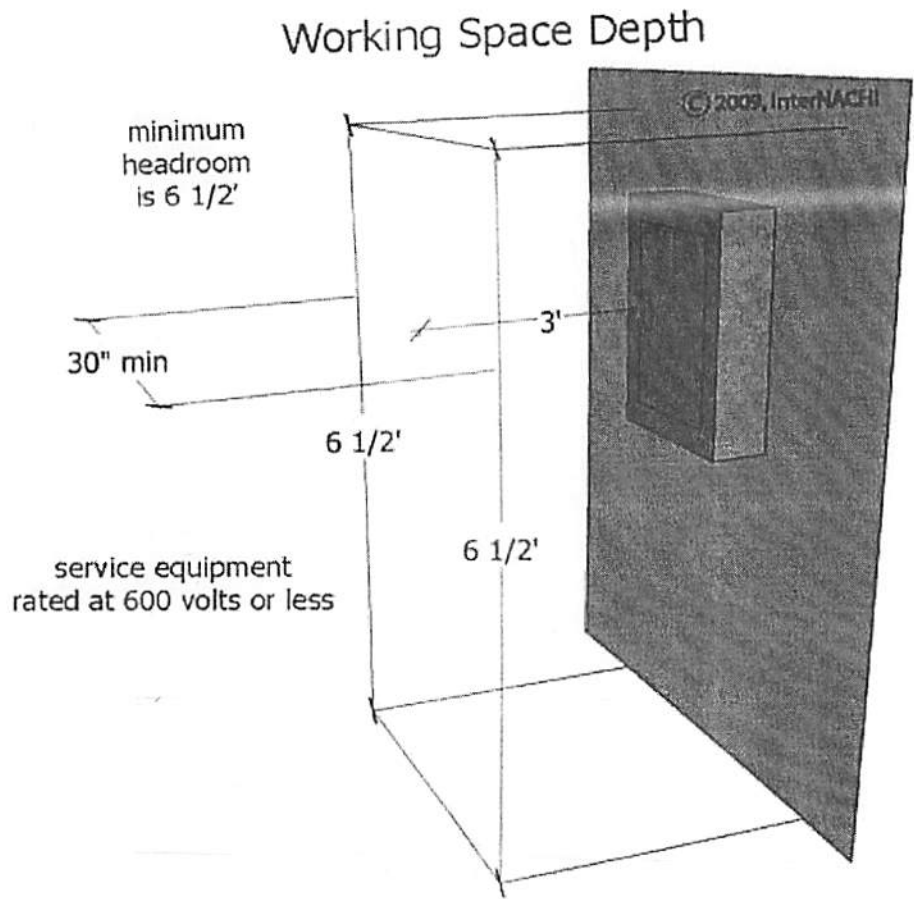 Working Space Depth
© 2009, InterNACHI
minimum
headroom
is 6 1/2'
3'
30" min
6 1/2'
6 1/2'
service equipment
rated at 600 volts or less